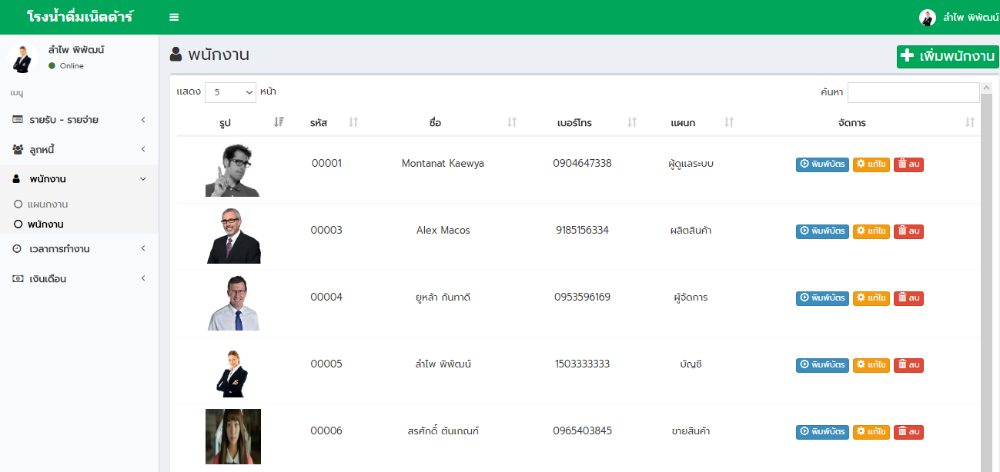 โรงน้ำดื่มเน็ตต้าร์
ลำไพ พิพัฒน์
ลำไพ พิพัฒน์
Online
เมนู
รายรับ - รายจ่าย
ลูกหนี้
พนักงาน
แผนกงาน
พนักงาน
เวลาการทำงาน
เงินเดือน
พนักงาน
เพิ่มพนักงาน
แสดง 5 หน้า
ค้นหา
รูป รหัส ชื่อ เบอร์โทร แผนก จัดการ
00001 Montanat Kaewya 0904647338 ผู้ดูแลระบบ พิมพ์บัตร แก้ไข ลบ
00003 Alex Macos 9185156334 ผลิตสินค้า พิมพ์บัตร แก้ไข ลบ
00004 ยูหล้า กันทาดี 0953596169 ผู้จัดการ พิมพ์บัตร แก้ไข ลบ
00005 ลำไพ พิพัฒน์ 1503333333 บัญชี พิมพ์บัตร แก้ไข ลบ
00006 สรศักดิ์ ต้นเกณฑ์ 0965403845 ขายสินค้า พิมพ์บัตร แก้ไข ลบ